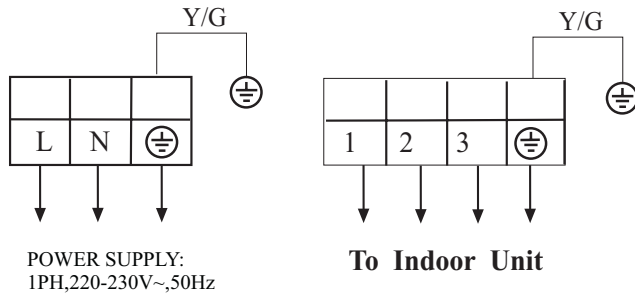 Y/G
Y/G
L N
1 2 3
POWER SUPPLY:
1PH,220-230V~,50Hz
To Indoor Unit